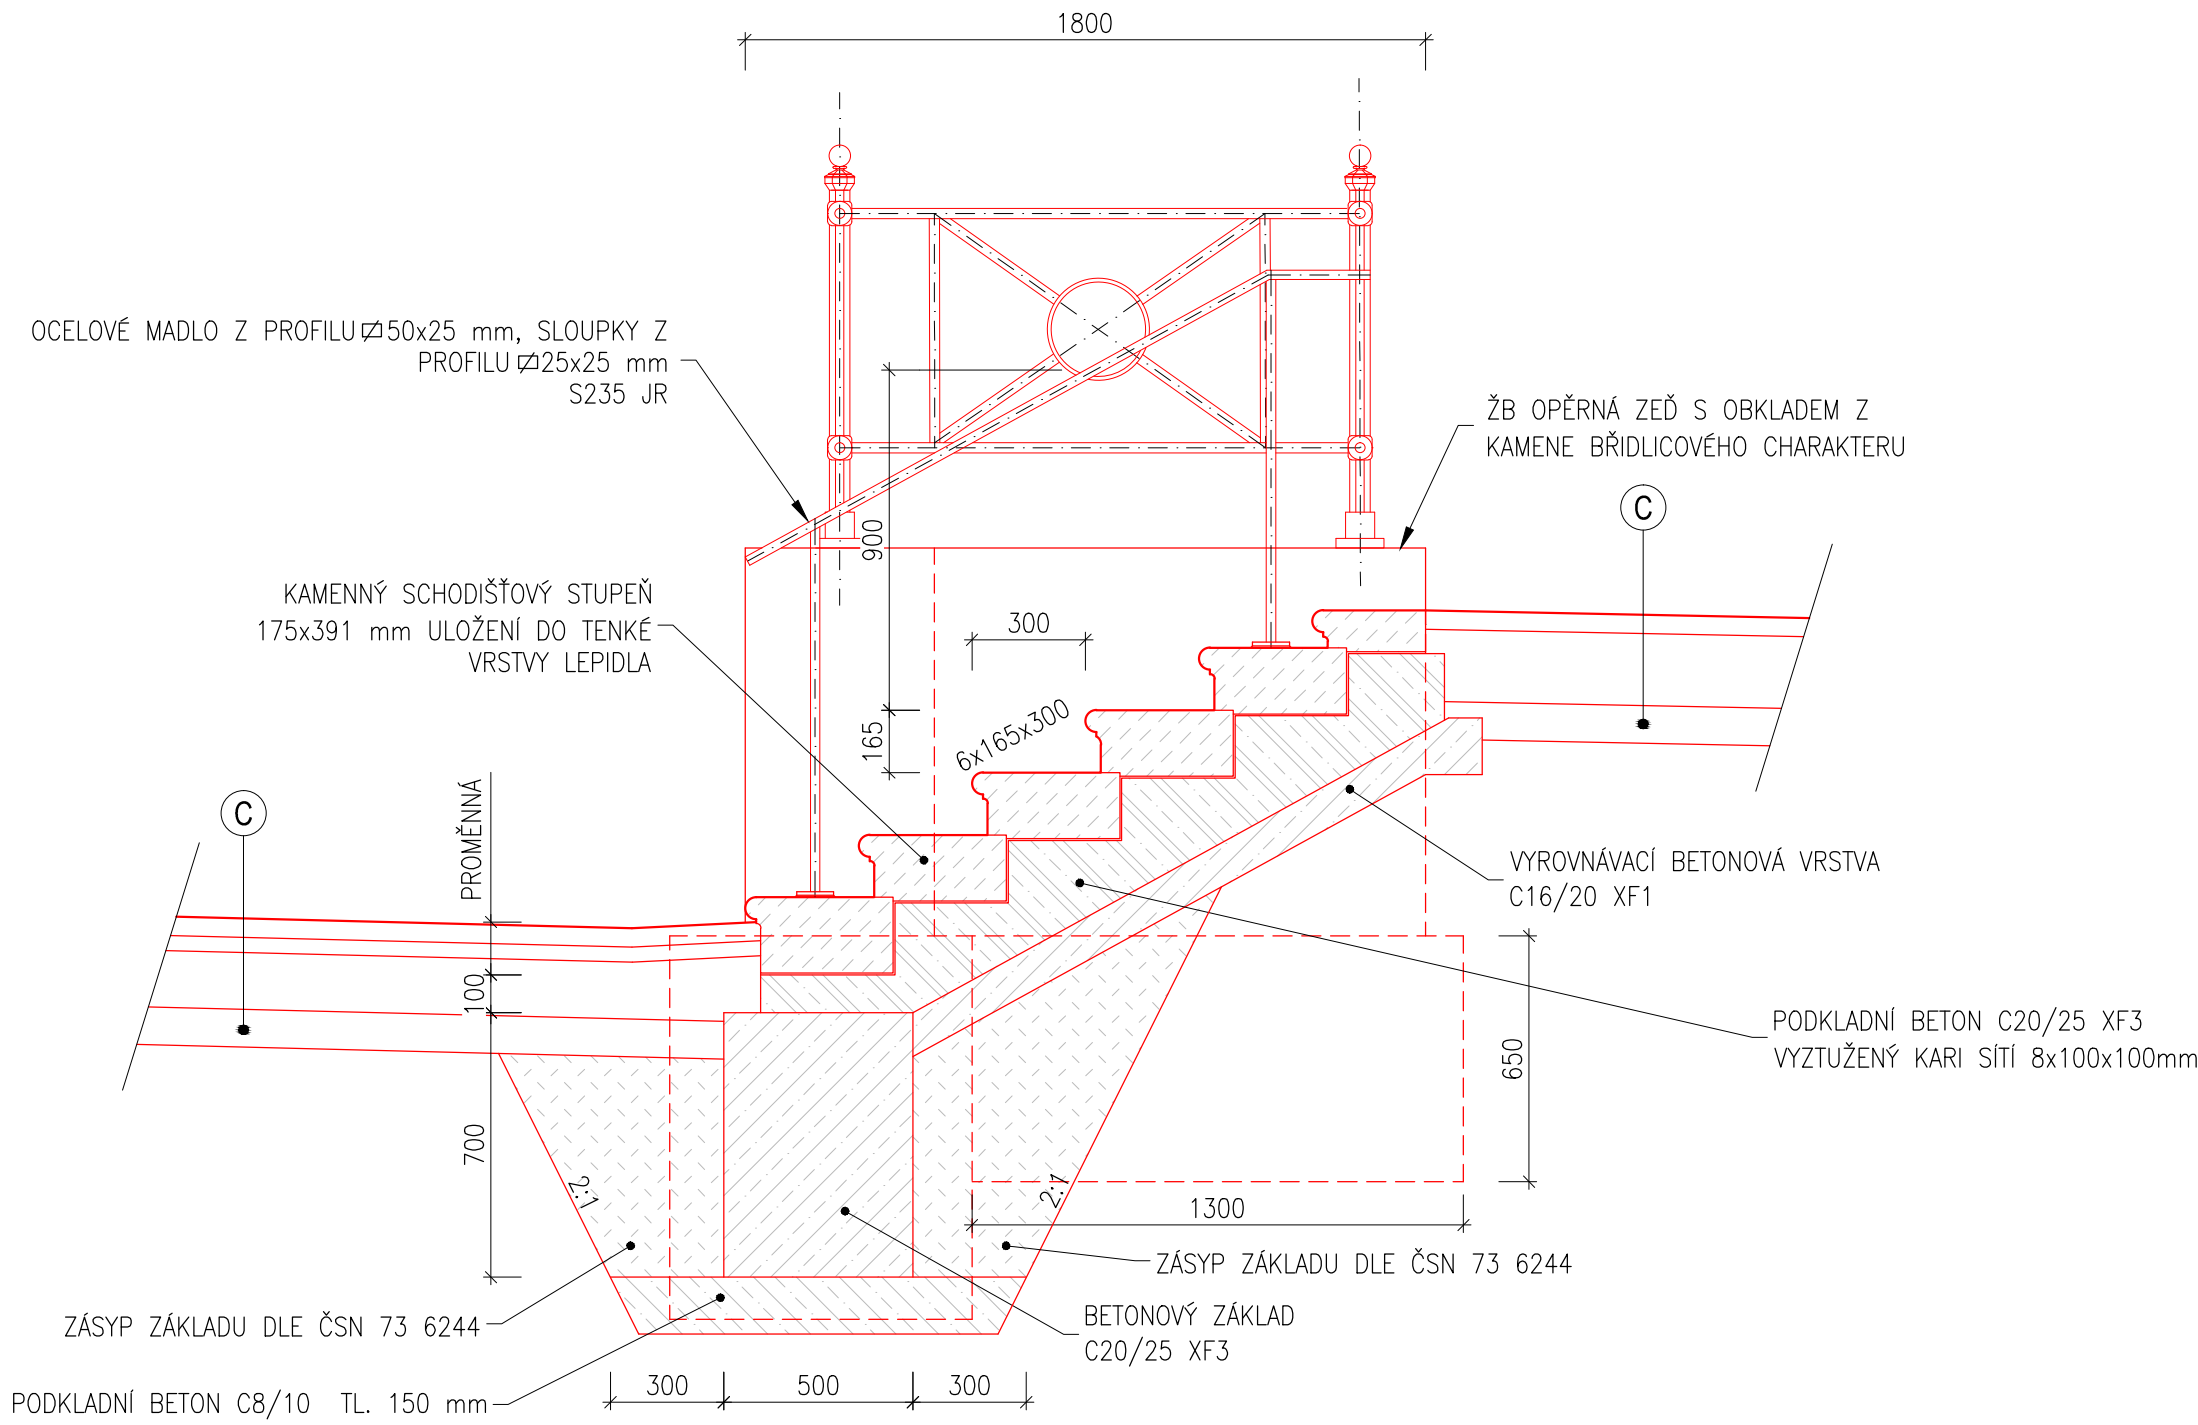 1800
OCELOVÉ MADLO Z PROFILU 50x25 mm, SLOUPKY Z
PROFILU 25x25 mm
S235 JR
ŽB OPĚRNÁ ZEĎ S OBKLADEM Z
KAMENE BŘIDLICOVÉHO CHARAKTERU
C
900
KAMENNÝ SCHODIŠŤOVÝ STUPEŇ
175x391 mm ULOŽENÍ DO TENKÉ
VRSTVY LEPIDLA
300
165
6x165x300
C
PROMĚNNÁ
VYROVNÁVACÍ BETONOVÁ VRSTVA
C16/20 XF1
100
PODKLADNÍ BETON C20/25 XF3
VYZTUŽENÝ KARI SÍTÍ 8x100x100mm
650
700
2:1
2:1
1300
ZÁSYP ZÁKLADU DLE ČSN 73 6244
ZÁSYP ZÁKLADU DLE ČSN 73 6244
BETONOVÝ ZÁKLAD
C20/25 XF3
PODKLADNÍ BETON C8/10 TL. 150 mm
300
500
300